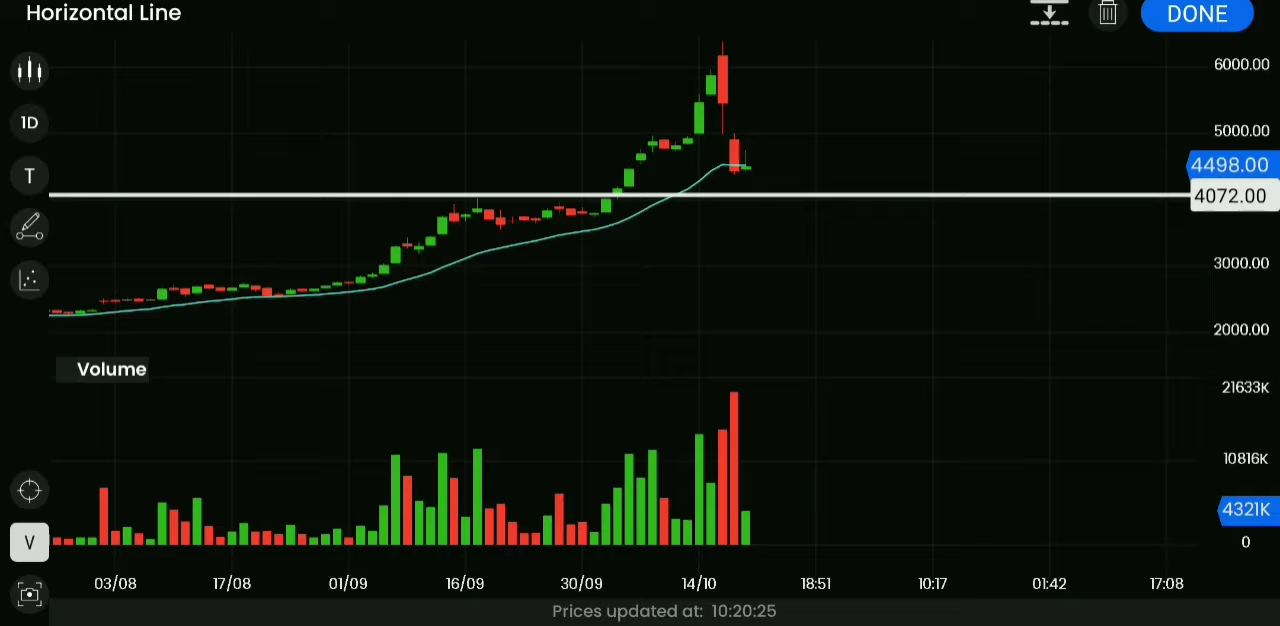 Horizontal Line
DONE
1D
T
6000.00
5000.00
4498.00
4072.00
3000.00
2000.00
Volume
21633K
10816K
4321K
0
V
03/08 17/08 01/09 16/09 30/09 14/10 18:51 10:17 01:42 17:08
Prices updated at: 10:20:25